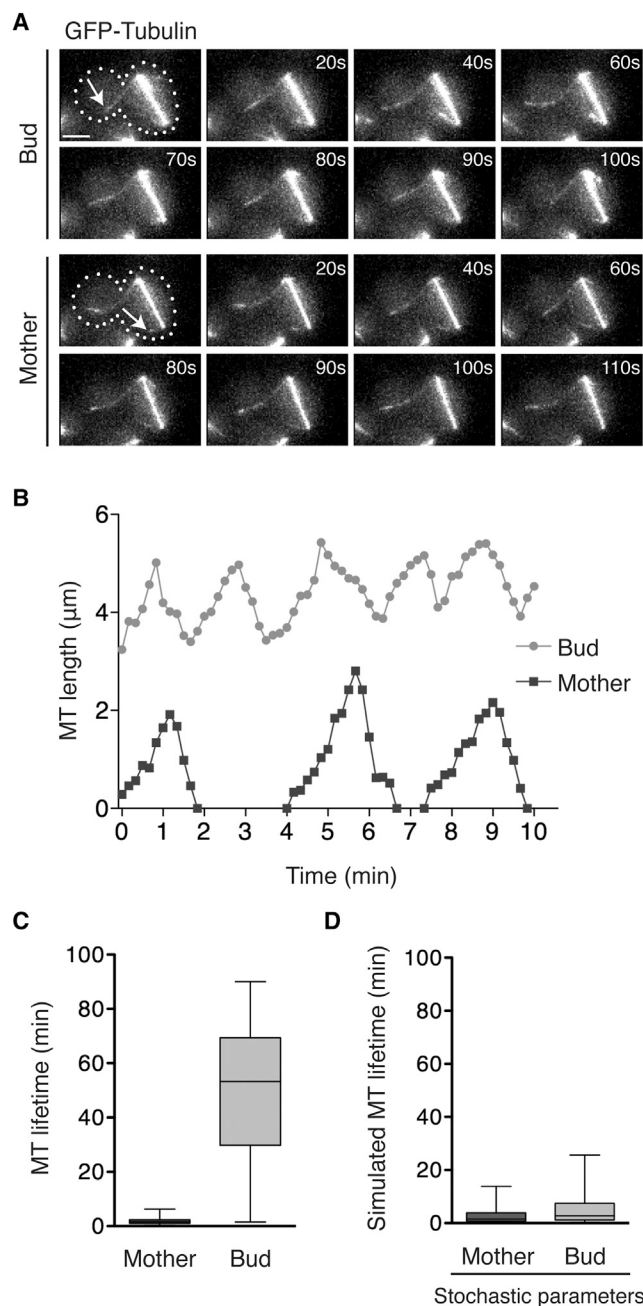 A
GFP-Tubulin
Bud
20s
40s
60s
70s
80s
90s
100s
Mother
20s
40s
60s
80s
90s
100s
110s
B
MT length (µm)
6
4
2
0
Bud
Mother
0 1 2 3 4 5 6 7 8 9 10
Time (min)
C
MT lifetime (min)
100
80
60
40
20
0
Mother Bud
D
Simulated MT lifetime (min)
100
80
60
40
20
0
Mother Bud
Stochastic parameters